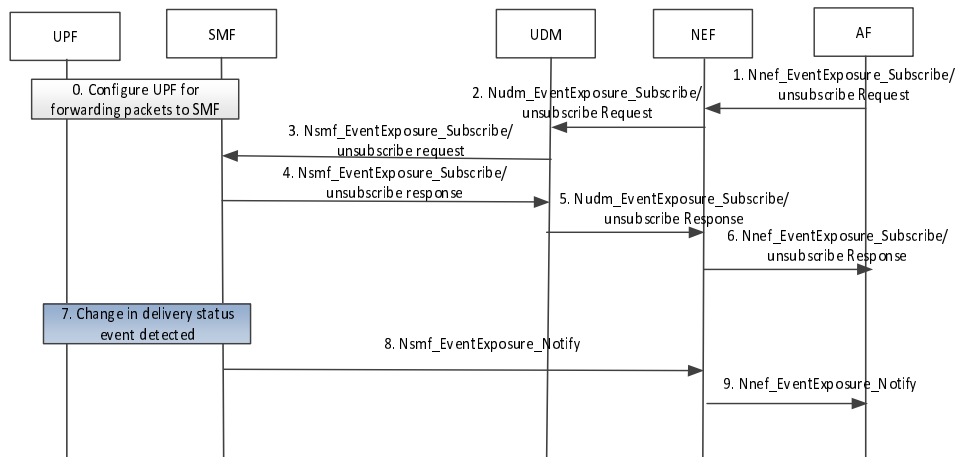 UPF
SMF
UDM
NEF
AF
0. Configure UPF for
forwarding packets to SMF
1. Nnef_EventExposure_Subscribe/
unsubscribe Request
2. Nudm_EventExposure_Subscribe/
unsubscribe Request
3. Nsmf_EventExposure_Subscribe/
unsubscribe request
4. Nsmf_EventExposure_Subscribe/
unsubscribe response
5. Nudm_EventExposure_Subscribe/
unsubscribe Response
6. Nnef_EventExposure_Subscribe/
unsubscribe Response
7. Change in delivery status
event detected
8. Nsmf_EventExposure_Notify
9. Nnef_EventExposure_Notify